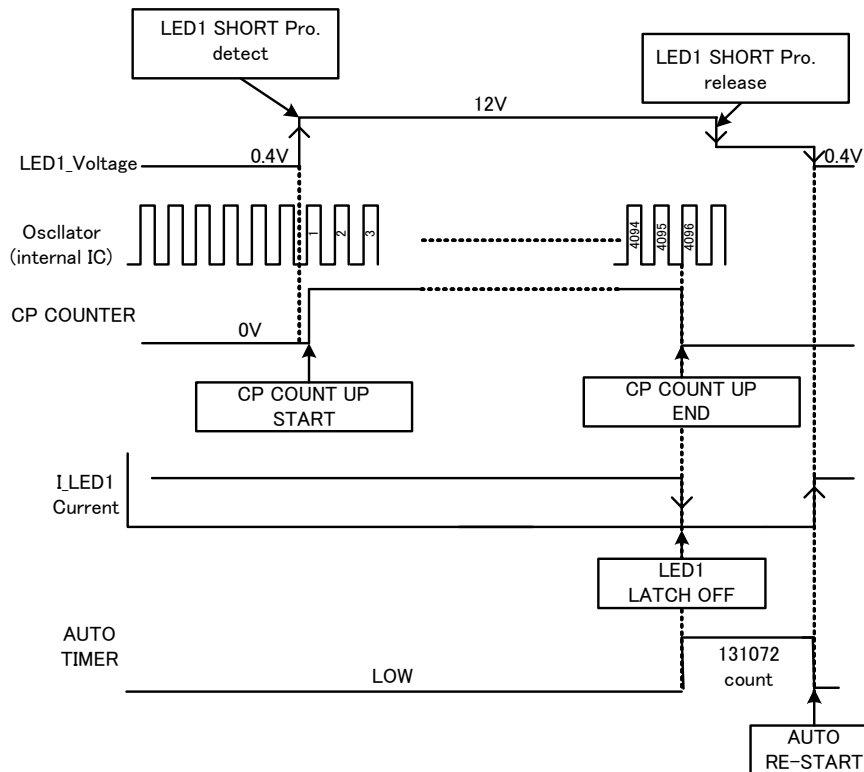 LED1 SHORT Pro.
detect
LED1 SHORT Pro.
release
12V
LED1_Voltage
0.4V
0.4V
Oscllator
(internal IC)
1
2
3
4094
4095
4096
CP COUNTER
0V
CP COUNT UP
START
CP COUNT UP
END
I_LED1
Current
LED1
LATCH OFF
AUTO
TIMER
LOW
131072
count
AUTO
RE-START